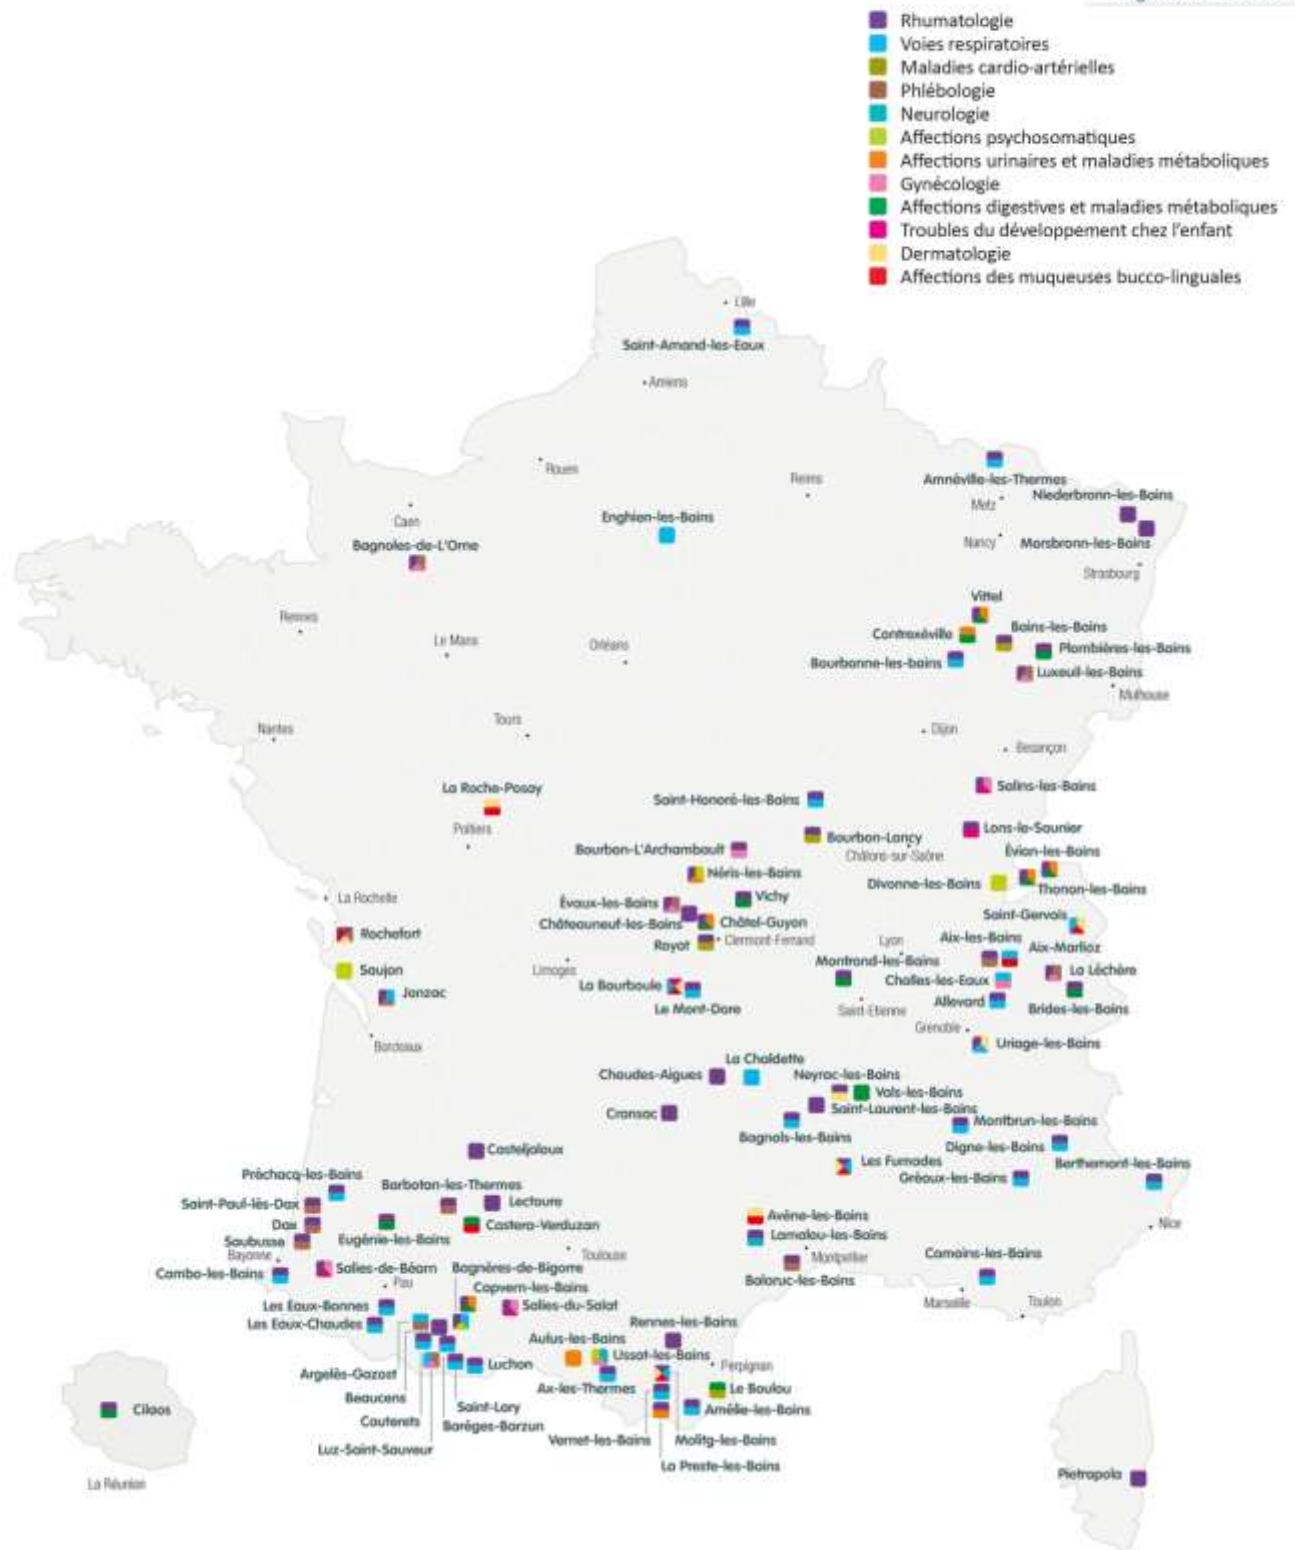 Rhumatologie
Voies respiratoires
Maladies cardio-artérielles
Phlébologie
Neurologie
Affections psychosomatiques
Affections urinaires et maladies métaboliques
Gynécologie
Affections digestives et maladies métaboliques
Troubles du développement chez l'enfant
Dermatologie
Affections des muqueuses bucco-linguales
Lille
Saint-Amand-les-Eaux
Amiens
Rouen
Reims
Amnéville-les-Thermes
Niederbronn-les-Bains
Metz
Caen
Enghien-les-Bains
Nancy
Morsbronn-les-Bains
Bagnoles-de-L'Orne
Strasbourg
Vittel
Rennes
Contrexéville
Bains-les-Bains
Le Mans
Orléans
Plombières-les-Bains
Bourbonne-les-bains
Luxeuil-les-Bains
Mulhouse
Nantes
Tours
Dijon
Besançon
La Roche-Posay
Salins-les-Bains
Saint-Honoré-les-Bains
Poitiers
Bourbon-Lancy
Lons-le-Saunier
Bourbon-L'Archambault
Châlons-sur-Saône
Évian-les-Bains
Néris-les-Bains
Divonne-les-Bains
Thonon-les-Bains
La Rochelle
Évaux-les-Bains
Vichy
Châteauneuf-les-Bains
Châtel-Guyon
Saint-Gervais
Rochefort
Royat
Clermont-Ferrand
Lyon
Aix-les-Bains
Aix-Marlioz
Montrond-les-Bains
Saujon
Limoges
Challes-les-Eaux
La Léchère
Jonzac
La Bourboule
Allevard
Le Mont-Dore
Saint-Etienne
Brides-les-Bains
Grenoble
Bordeaux
Uriage-les-Bains
La Chaldette
Chaudes-Aigues
Neyrac-les-Bains
Vals-les-Bains
Cransac
Saint-Laurent-les-Bains
Montbrun-les-Bains
Bagnols-les-Bains
Digne-les-Bains
Casteljaloux
Les Fumades
Berthemont-les-Bains
Préchacq-les-Bains
Gréoux-les-Bains
Barbotan-les-Thermes
Saint-Paul-lès-Dax
Lectoure
Dax
Castera-Verduzan
Avène-les-Bains
Nice
Saubusse
Eugénie-les-Bains
Lamalou-les-Bains
Bayonne
Toulouse
Montpellier
Camoins-les-Bains
Cambo-les-Bains
Salies-de-Béarn
Bagnères-de-Bigorre
Balaruc-les-Bains
Pau
Capvern-les-Bains
Marseille
Toulon
Les Eaux-Bonnes
Salies-du-Salat
Les Eaux-Chaudes
Rennes-les-Bains
Aulus-les-Bains
Ussat-les-Bains
Perpignan
Luchon
Argelès-Gazost
Ax-les-Thermes
Le Boulou
Beaucens
Saint-Lary
Amélie-les-Bains
Cilaos
Cauterets
Barèges-Barzun
Vernet-les-Bains
Molitg-les-Bains
Luz-Saint-Sauveur
La Preste-les-Bains
Pietrapola
La Réunion